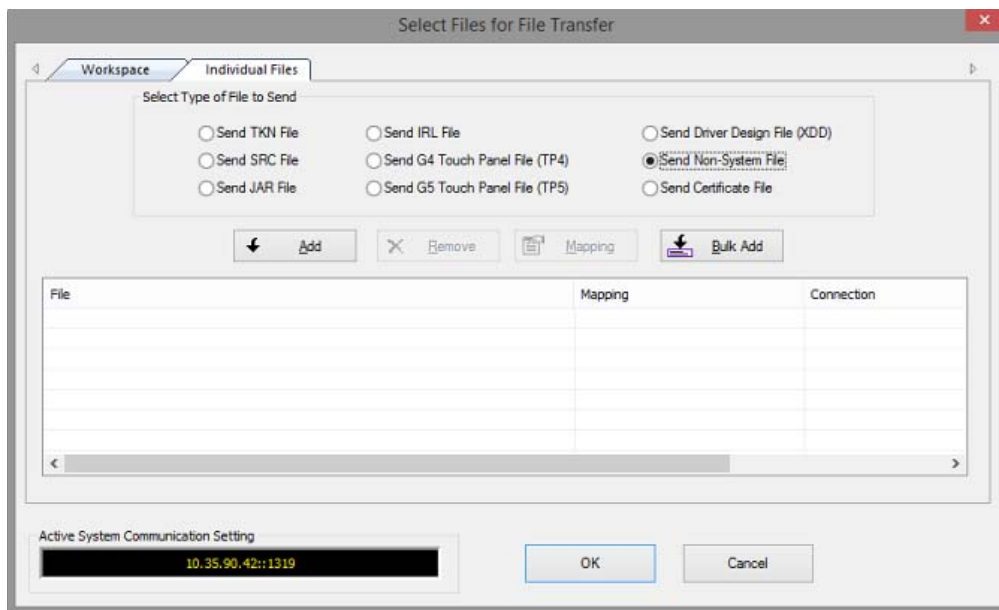 Select Files for File Transfer
Workspace
Individual Files
Select Type of File to Send
Send TKN File
Send IRL File
Send Driver Design File (XDD)
Send SRC File
Send G4 Touch Panel File (TP4)
Send Non-System File
Send JAR File
Send G5 Touch Panel File (TP5)
Send Certificate File
Add
Remove
Mapping
Bulk Add
File
Mapping
Connection
Active System Communication Setting
10.35.90.42::1319
OK
Cancel